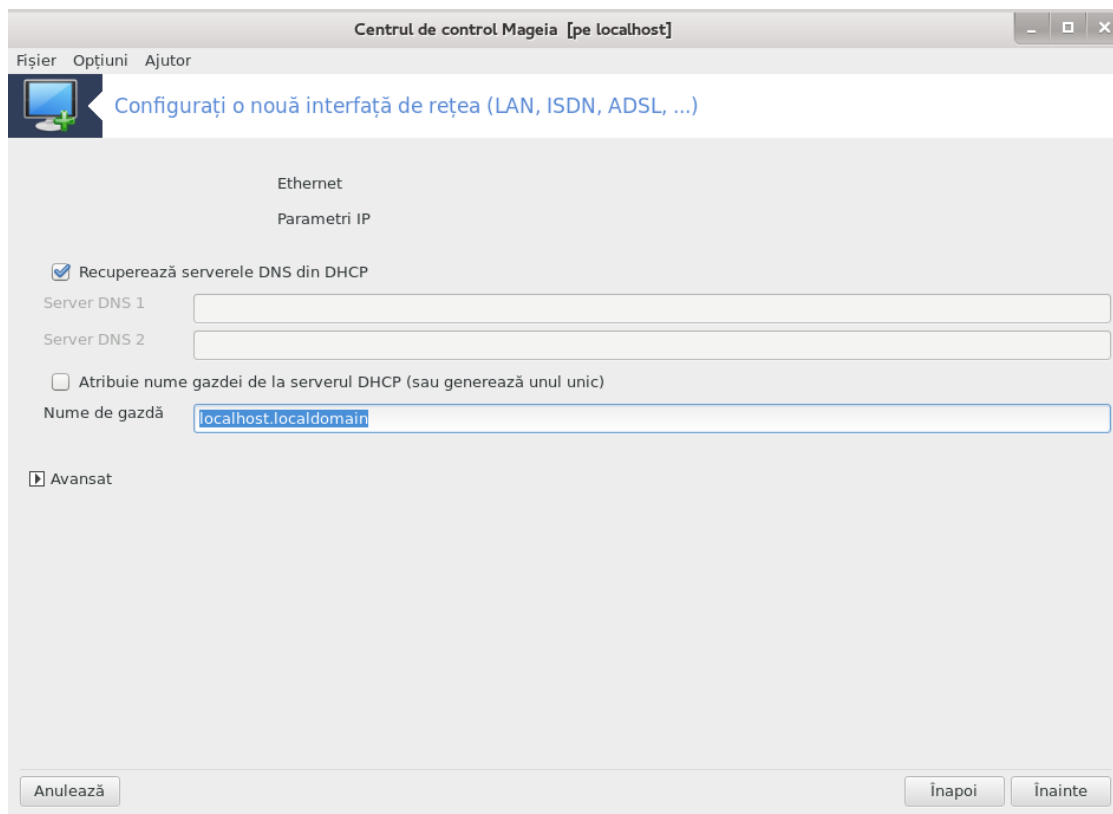 Centrul de control Mageia [pe localhost]
Fișier Opțiuni Ajutor
Configurați o nouă interfață de rețea (LAN, ISDN, ADSL, ...)
Ethernet
Parametri IP
Recuperează serverele DNS din DHCP
Server DNS 1
Server DNS 2
Atribuie nume gazdei de la serverul DHCP (sau generează unul unic)
Nume de gazdă localhost.localdomain
Avansat
Anulează Înapoi Înainte